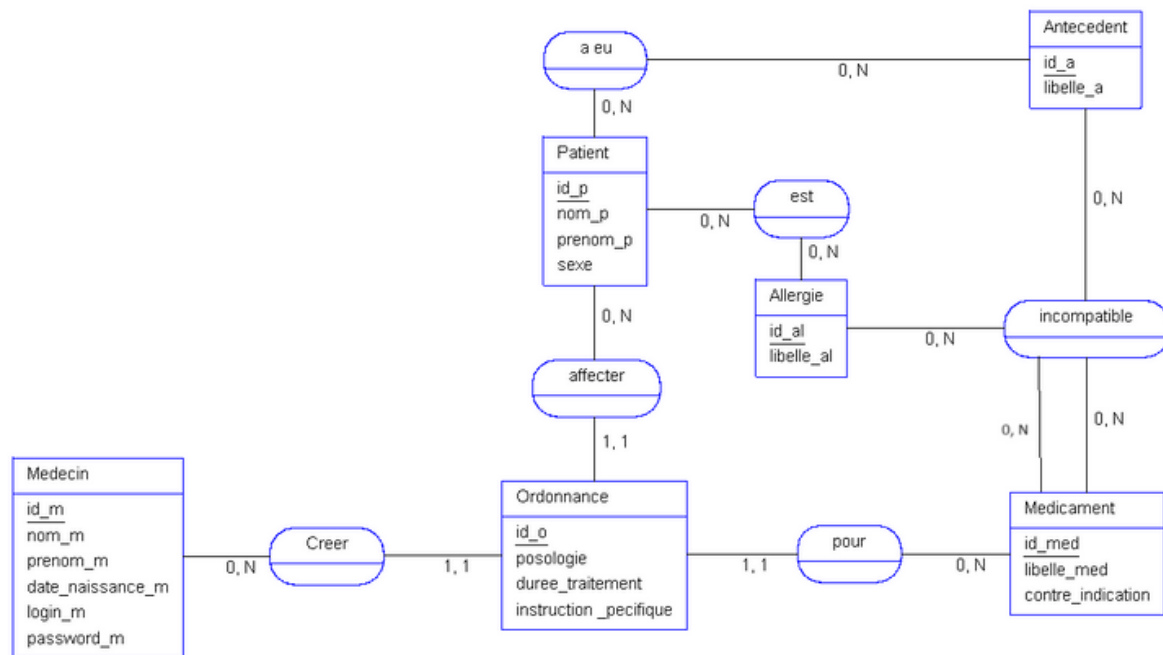 Antecedent
id_a
libelle_a
a eu
0, N
0, N
Patient
id_p
nom_p
prenom_p
sexe
est
0, N
0, N
0, N
Allergie
id_al
libelle_al
incompatible
0, N
0, N
affecter
0, N
0, N
1, 1
Medecin
id_m
nom_m
prenom_m
date_naissance_m
login_m
password_m
Creer
0, N
1, 1
Ordonnance
id_o
posologie
duree_traitement
instruction _pecifique
pour
1, 1
0, N
Medicament
id_med
libelle_med
contre_indication